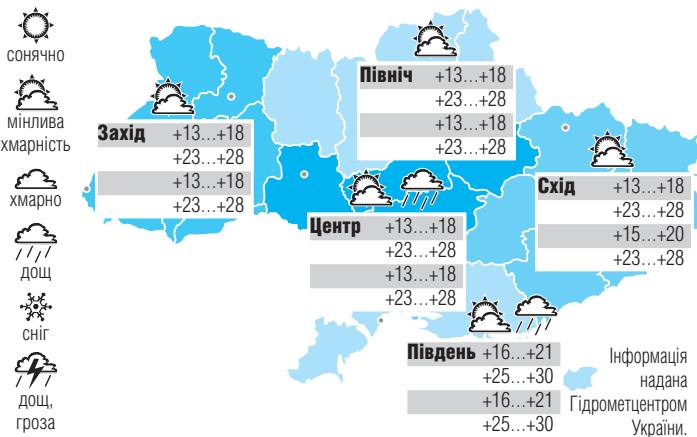 сонячно
мінлива
хмарність
хмарно
дощ
сніг
дощ,
гроза
Північ +13...+18
+23...+28
+13...+18
+23...+28
Захід +13...+18
+23...+28
+13...+18
+23...+28
Схід +13...+18
+23...+28
+15...+20
+23...+28
Центр +13...+18
+23...+28
+13...+18
+23...+28
Південь +16...+21
+25...+30
+16...+21
+25...+30
Інформація
надана
Гідрометцентром
України.